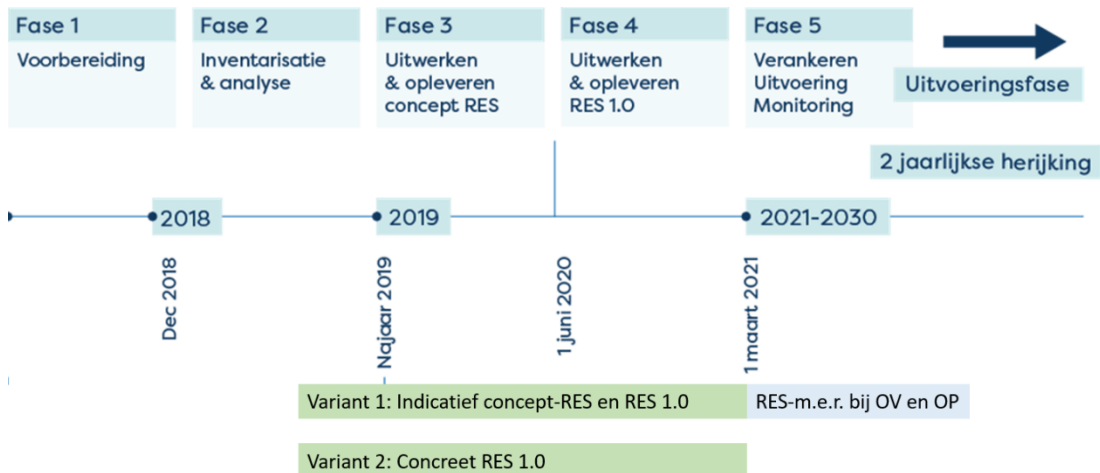 Fase 1
Voorbereiding
Fase 2
Inventarisatie
& analyse
Fase 3
Uitwerken
& opleveren
concept RES
Fase 4
Uitwerken
& opleveren
RES 1.0
Fase 5
Verankeren
Uitvoering
Monitoring
Uitvoeringsfase
2 jaarlijkse herijking
2018
2019
2021-2030
Dec 2018
Najaar 2019
1 juni 2020
1 maart 2021
Variant 1: Indicatief concept-RES en RES 1.0
RES-m.e.r. bij OV en OP
Variant 2: Concreet RES 1.0